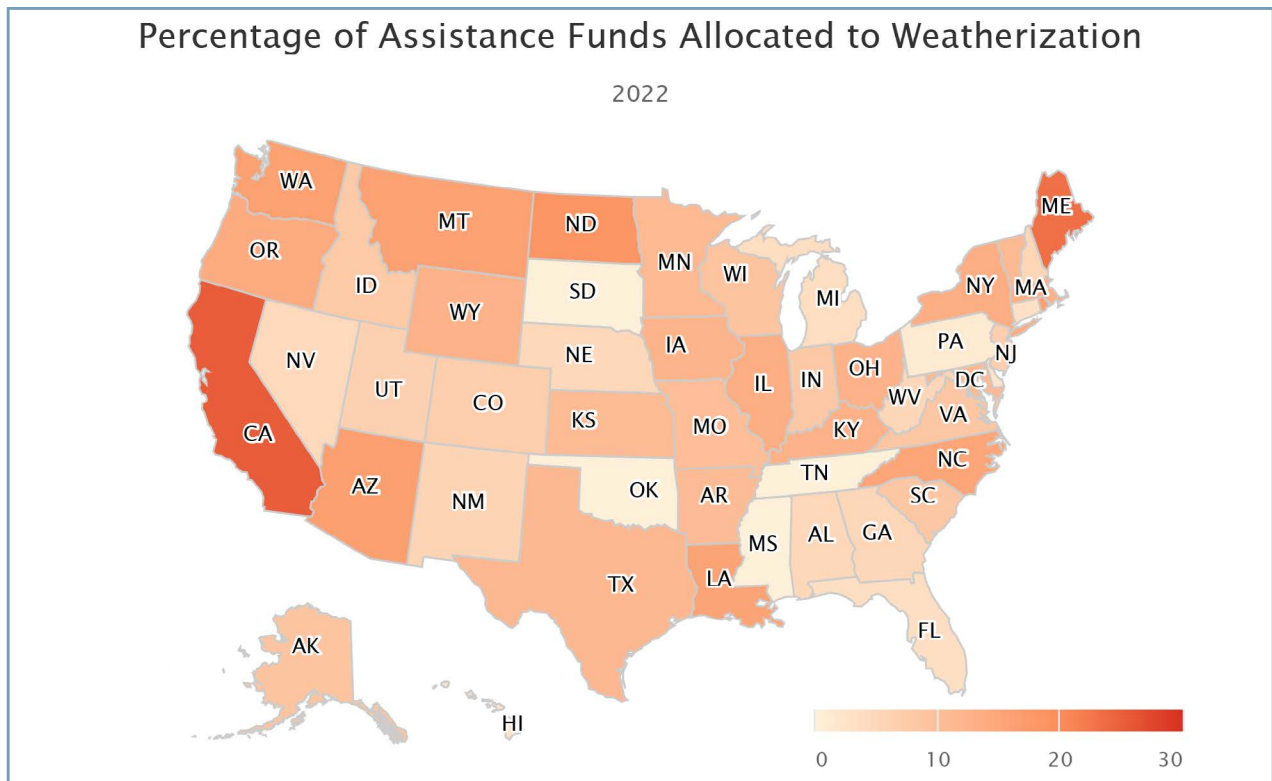 Percentage of Assistance Funds Allocated to Weatherization
2022
WA
MT
ND
MN
ME
OR
ID
SD
WI
MI
NY
MA
WY
NE
IA
PA
NJ
NV
UT
CO
IL
IN
OH
DC
WV
VA
CA
KS
MO
KY
AZ
NM
OK
AR
TN
NC
SC
MS
AL
GA
TX
LA
FL
AK
HI
0 10 20 30